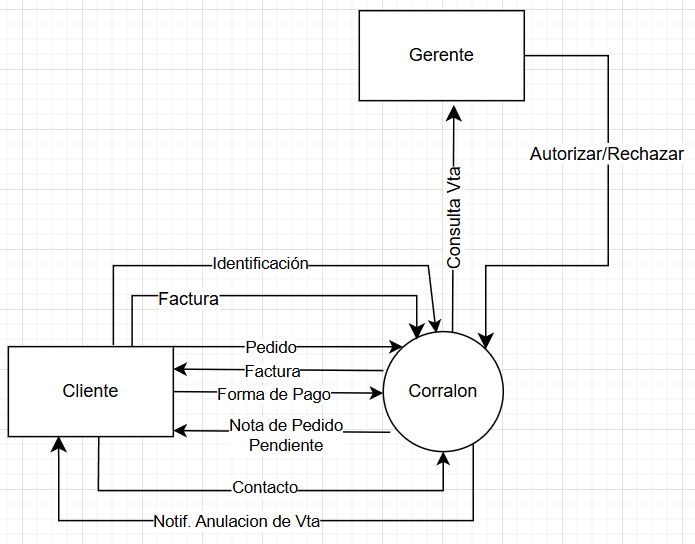 Gerente
Autorizar/Rechazar
Consulta Vta
Identificación
Factura
Pedido
Factura
Cliente
Forma de Pago
Corralon
Nota de Pedido
Pendiente
Contacto
Notif. Anulacion de Vta